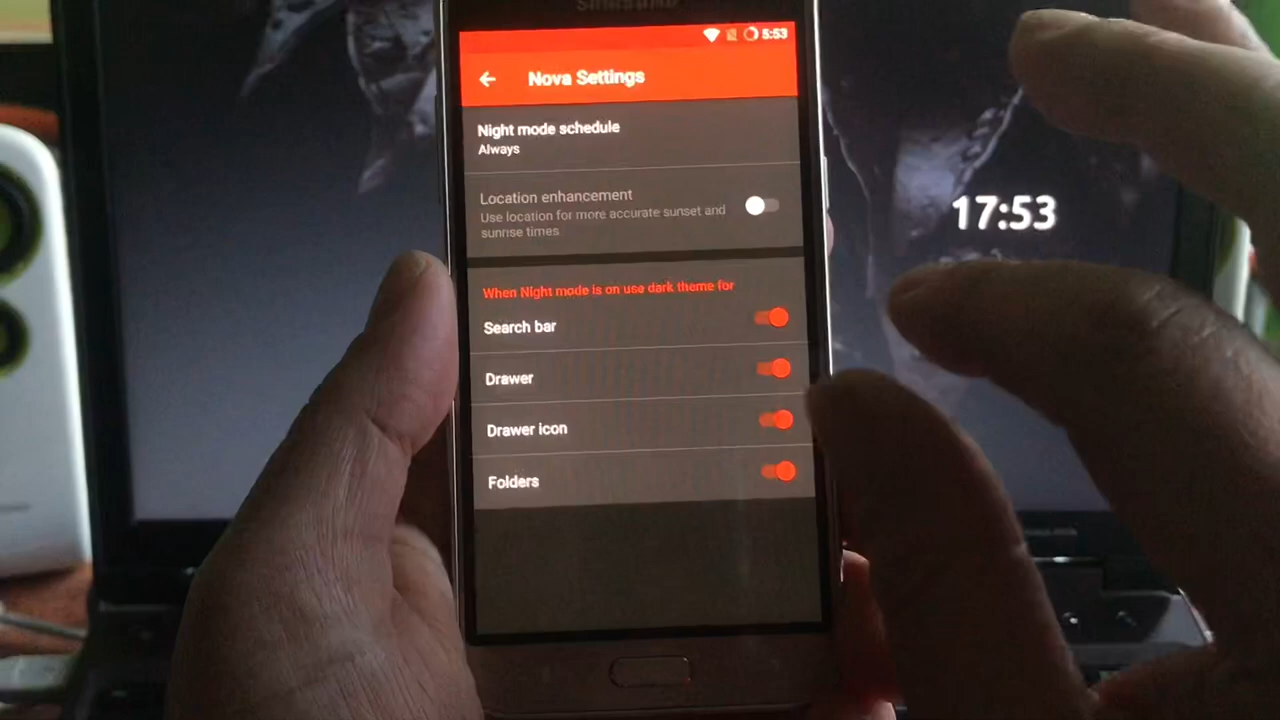 SAMSUNG
5:53
Nova Settings
Night mode schedule
Always
17:53
Location enhancement
Use location for more accurate sunset and
sunrise times
When Night mode is on use dark theme for
Search bar
Drawer
Drawer icon
Folders